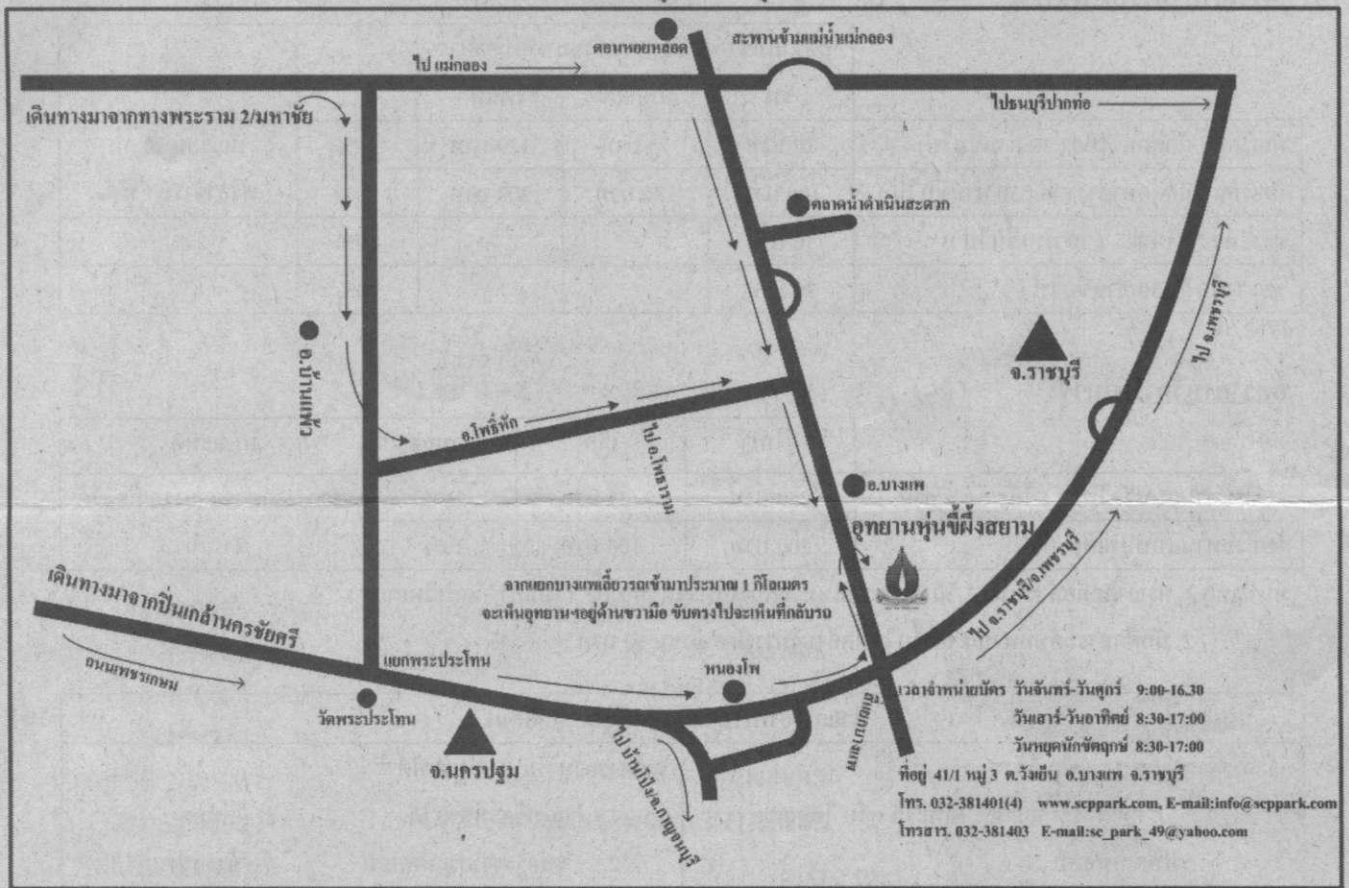 ดอนหอยหลอด
สะพานข้ามแม่น้ำแม่กลอง
ไป แม่กลอง
เดินทางมาจากทางพระราม 2/มหาชัย
ไปธนบุรีปากท่อ
ตลาดน้ำดำเนินสะดวก
ไป จ.เพชรบุรี
จ.ราชบุรี
อ.บ้านแพ้ว
อ.โพธิ์หัก
ไป อ.โพธาราม
อ.บางแพ
อุทยานหุ่นขี้ผึ้งสยาม
จากแยกบางแพเลี้ยวรถเข้ามาประมาณ 1 กิโลเมตร
จะเห็นอุทยานฯอยู่ด้านขวามือ ขับตรงไปจะเห็นที่กลับรถ
ไป จ.ราชบุรี/จ.เพชรบุรี
เดินทางมาจากปิ่นเกล้านครชัยศรี
ถนนเพชรเกษม
แยกพระประโทน
วัดพระประโทน
หนองโพ
สี่แยกบางแพ
จ.นครปฐม
ไป บ้านโป่ง/จ.กาญจนบุรี
เวลาจำหน่ายบัตร วันจันทร์-วันศุกร์ 9:00-16.30
วันเสาร์-วันอาทิตย์ 8:30-17:00
วันหยุดนักขัตฤกษ์ 8:30-17:00
ที่อยู่ 41/1 หมู่ 3 ต.วังเย็น อ.บางแพ จ.ราชบุรี
โทร. 032-381401(4) www.scppark.com, E-mail:info@scppark.com
โทรสาร. 032-381403 E-mail:sc_park_49@yahoo.com